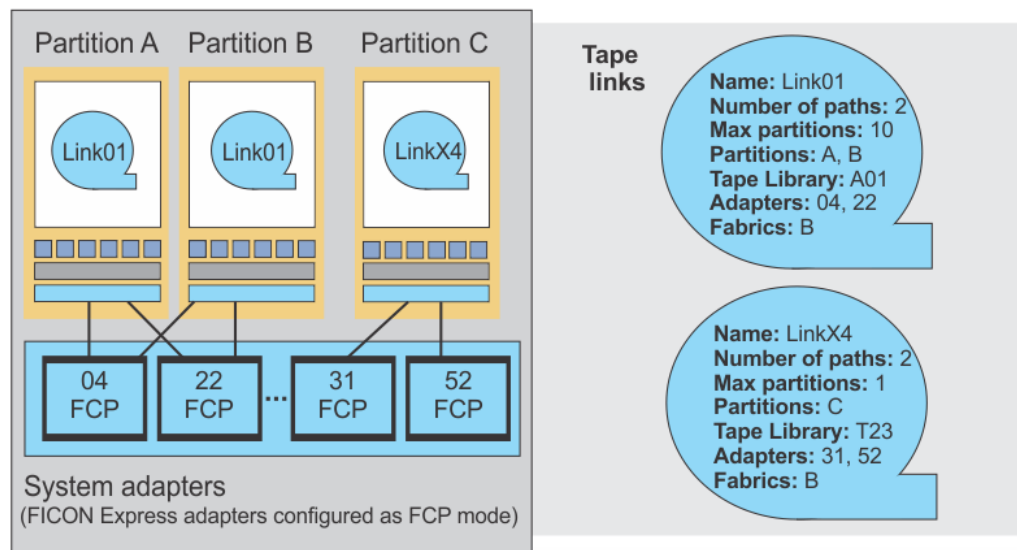 Partition A Partition B Partition C
Link01 Link01 LinkX4
04 22 31 52
FCP FCP ... FCP FCP
System adapters
(FICON Express adapters configured as FCP mode)
Tape
links
Name: Link01
Number of paths: 2
Max partitions: 10
Partitions: A, B
Tape Library: A01
Adapters: 04, 22
Fabrics: B
Name: LinkX4
Number of paths: 2
Max partitions: 1
Partitions: C
Tape Library: T23
Adapters: 31, 52
Fabrics: B